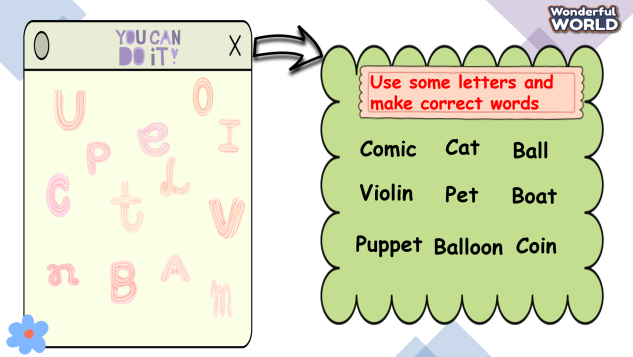 Wonderful
WORLD
YOU CAN
DO iT!
X
U
O
I
e
P
L
C
t
V
n
B
A
m
Use some letters and
make correct words
Comic Cat Ball
Violin Pet Boat
Puppet Balloon Coin